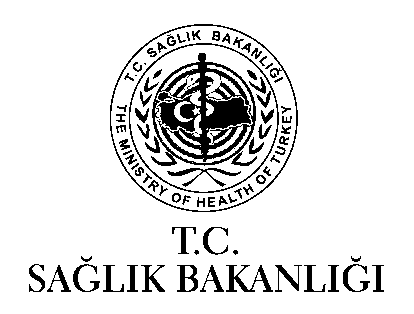 T.C. SAĞLIK BAKANLIĞI
THE MINISTRY OF HEALTH OF TURKEY
T.C.
SAĞLIK BAKANLIĞI